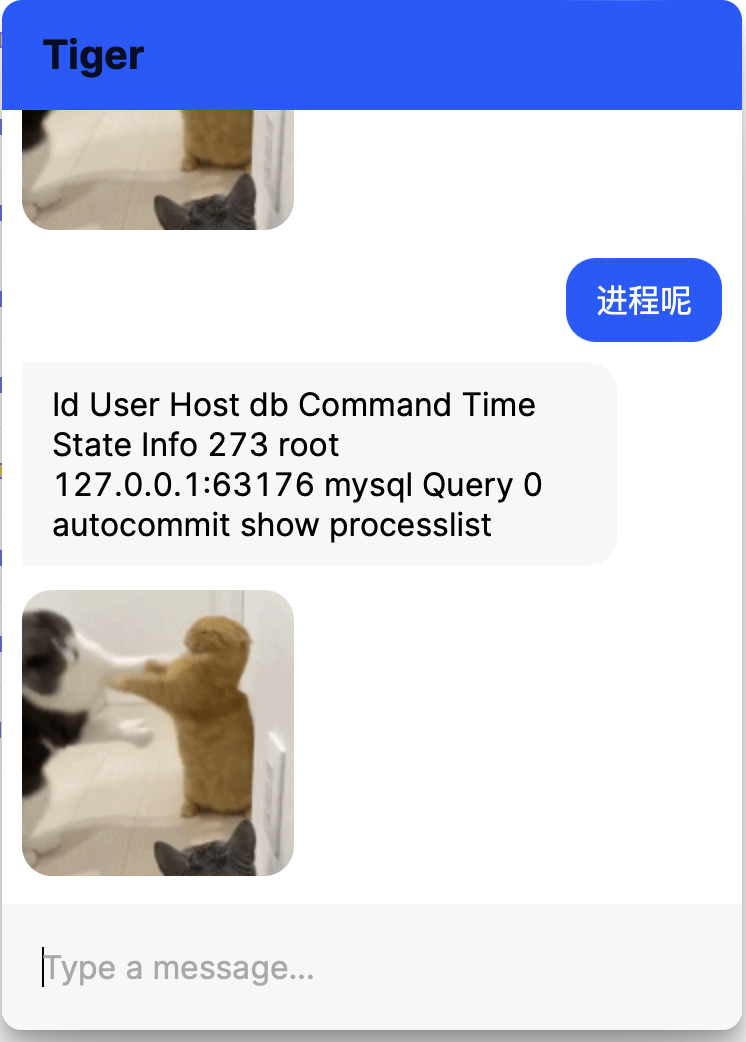 Tiger
进程呢
Id User Host db Command Time
State Info 273 root
127.0.0.1:63176 mysql Query 0
autocommit show processlist
Type a message...